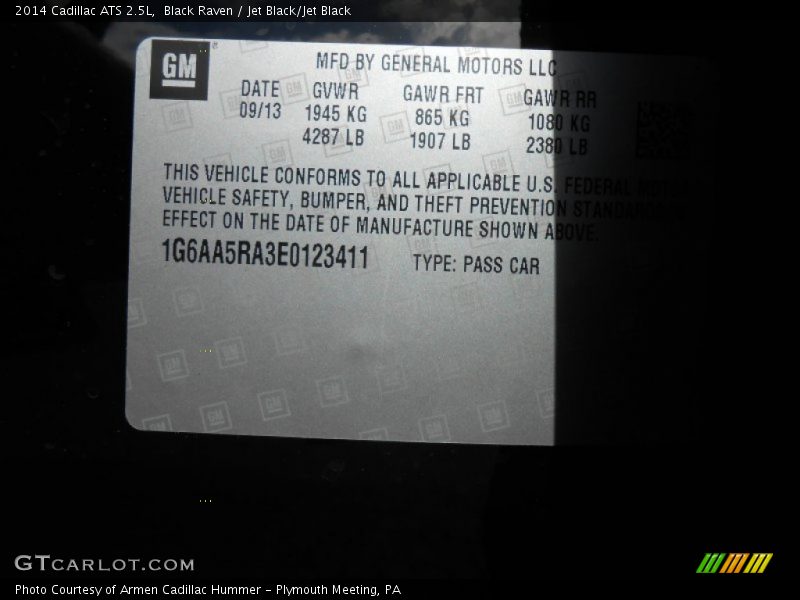 2014 Cadillac ATS 2.5L,  Black Raven / Jet Black/Jet Black
GM ®
MFD BY GENERAL MOTORS LLC
DATE GVWR GAWR FRT GAWR RR
09/13 1945 KG 865 KG 1080 KG
4287 LB 1907 LB 2380 LB
THIS VEHICLE CONFORMS TO ALL APPLICABLE U.S. FEDERAL MOTOR
VEHICLE SAFETY, BUMPER, AND THEFT PREVENTION STANDARDS IN
EFFECT ON THE DATE OF MANUFACTURE SHOWN ABOVE.
1G6AA5RA3E0123411 TYPE: PASS CAR
GTCARLOT.COM
Photo Courtesy of Armen Cadillac Hummer - Plymouth Meeting, PA